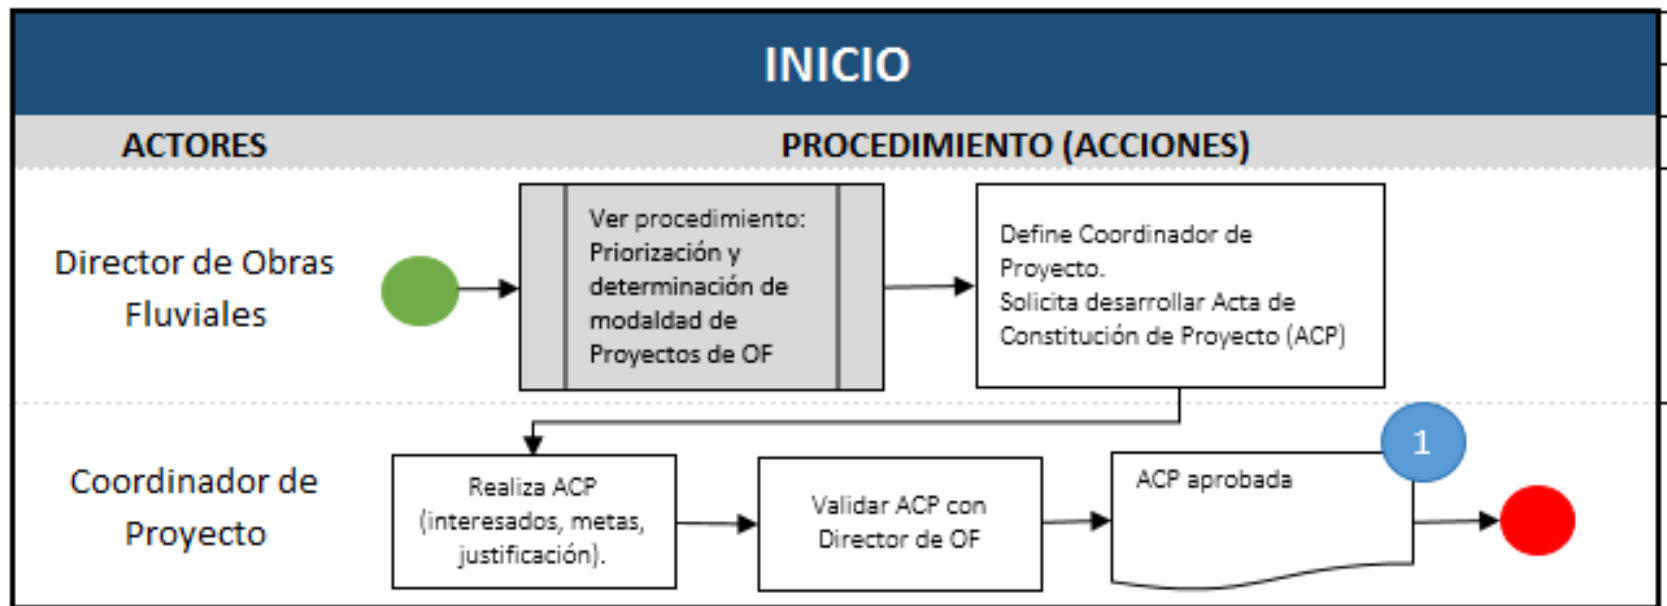 INICIO
ACTORES
PROCEDIMIENTO (ACCIONES)
Director de Obras
Fluviales
Ver procedimiento:
Priorización y
determinación de
modaldad de
Proyectos de OF
Define Coordinador de
Proyecto.
Solicita desarrollar Acta de
Constitución de Proyecto (ACP)
Coordinador de
Proyecto
Realiza ACP
(interesados, metas,
justificación).
Validar ACP con
Director de OF
ACP aprobada
1